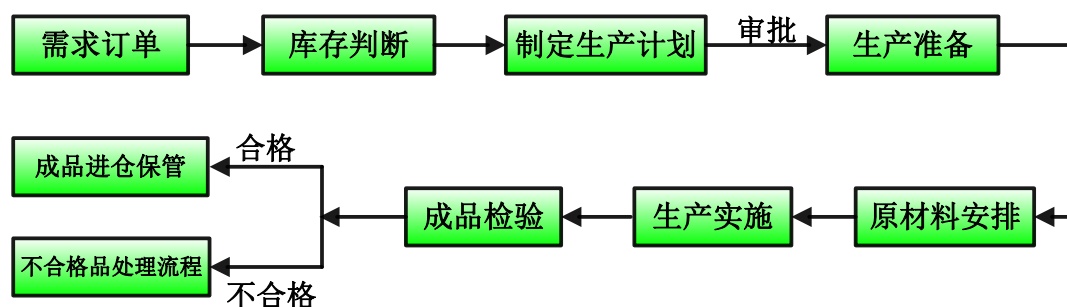 需求订单
库存判断
制定生产计划
审批
生产准备
原材料安排
生产实施
成品检验
合格
成品进仓保管
不合格
不合格品处理流程